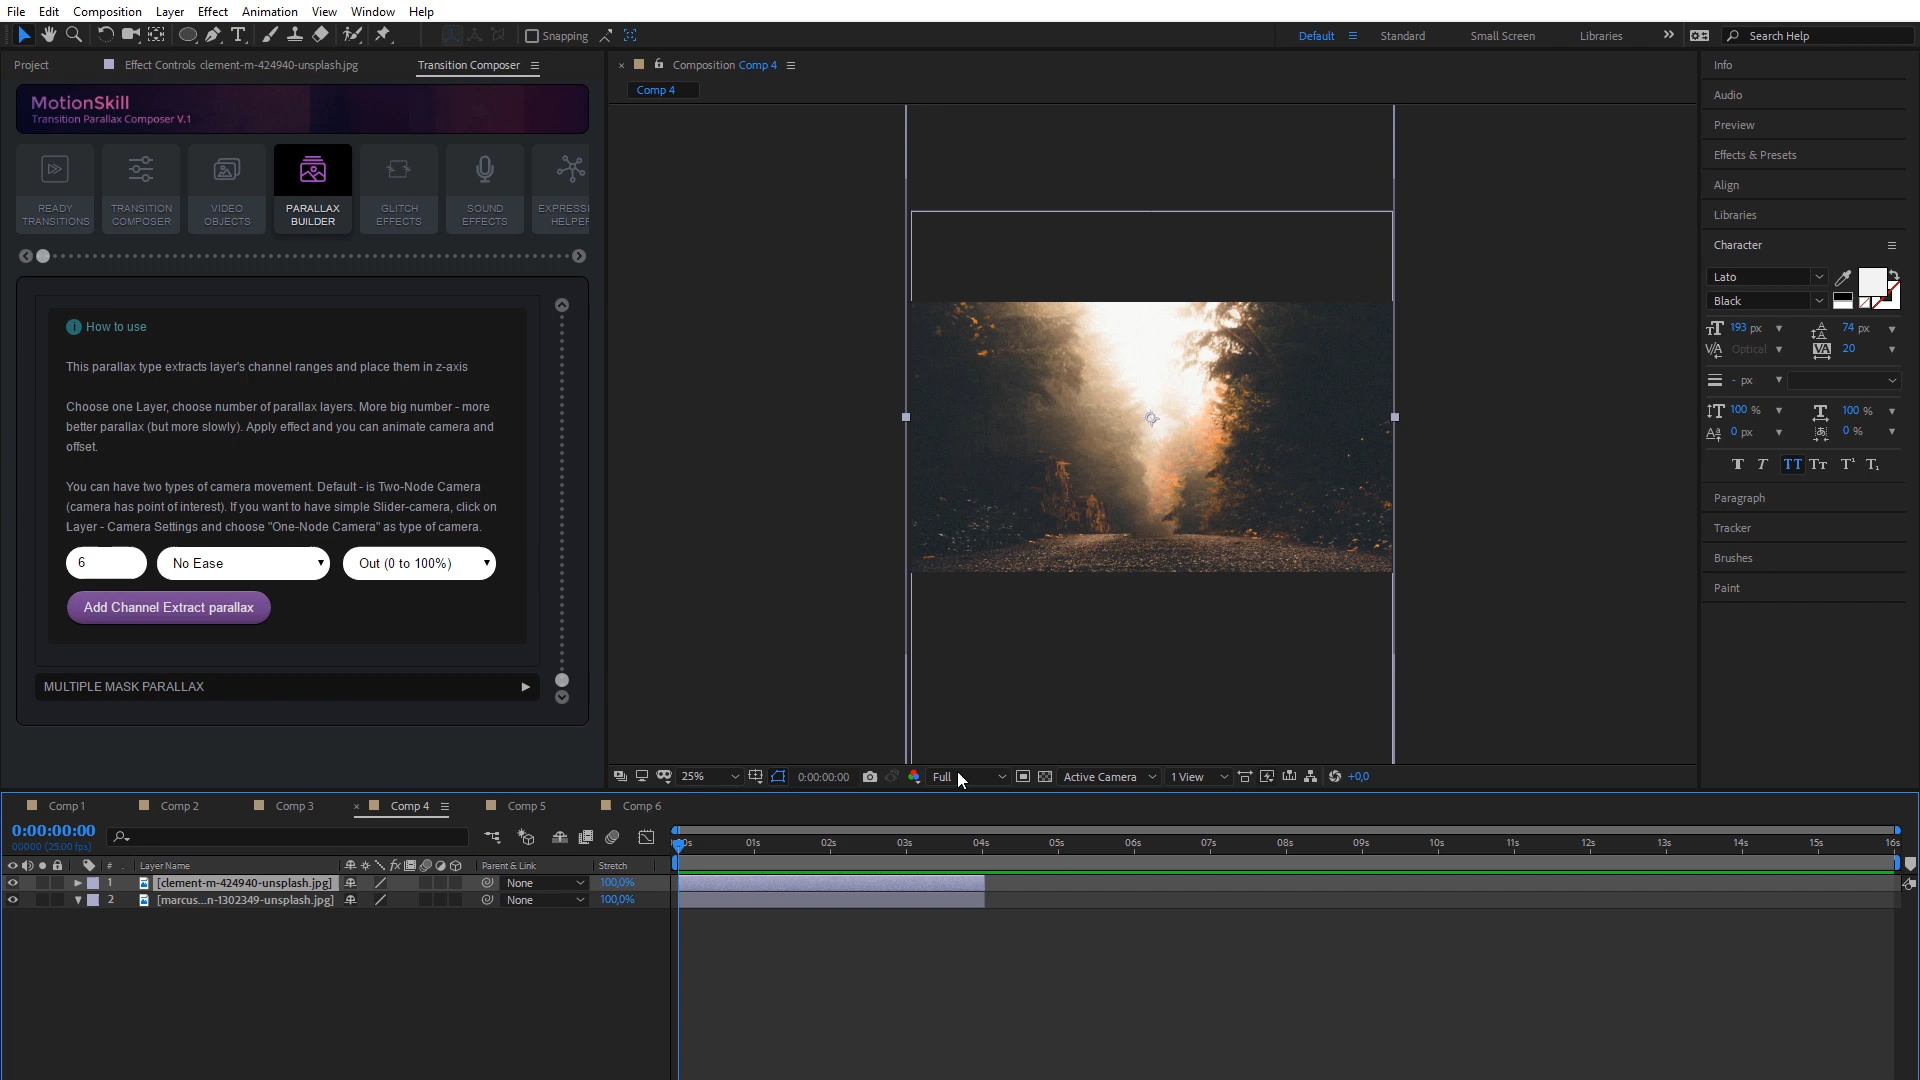 File Edit Composition Layer Effect Animation View Window Help
Snapping
Default Standard Small Screen Libraries Search Help
Project Effect Controls clement-m-424940-unsplash.jpg Transition Composer
Composition Comp 4
Comp 4
MotionSkill
Transition Parallax Composer V.1
READY TRANSITIONS
TRANSITION COMPOSER
VIDEO OBJECTS
PARALLAX BUILDER
GLITCH EFFECTS
SOUND EFFECTS
EXPRESS HELPE
How to use
This parallax type extracts layer's channel ranges and place them in z-axis
Choose one Layer, choose number of parallax layers. More big number - more
better parallax (but more slowly). Apply effect and you can animate camera and
offset.
You can have two types of camera movement. Default - is Two-Node Camera
(camera has point of interest). If you want to have simple Slider-camera, click on
Layer - Camera Settings and choose "One-Node Camera" as type of camera.
6 No Ease Out (0 to 100%)
Add Channel Extract parallax
MULTIPLE MASK PARALLAX
Info
Audio
Preview
Effects & Presets
Align
Libraries
Character
Lato
Black
193 px 74 px
Optical 20
- px
100 % 100 %
0 px 0 %
T T TT Tт T¹ T₁
Paragraph
Tracker
Brushes
Paint
25% 0:00:00:00 Full Active Camera 1 View +0,0
Comp 1 Comp 2 Comp 3 Comp 4 Comp 5 Comp 6
0:00:00:00
00000 (25.00 fps)
0s 01s 02s 03s 04s 05s 06s 07s 08s 09s 10s 11s 12s 13s 14s 15s 16s
# Layer Name fx Parent & Link Stretch
1 [clement-m-424940-unsplash.jpg] None 100,0%
2 [marcus...n-1302349-unsplash.jpg] None 100,0%